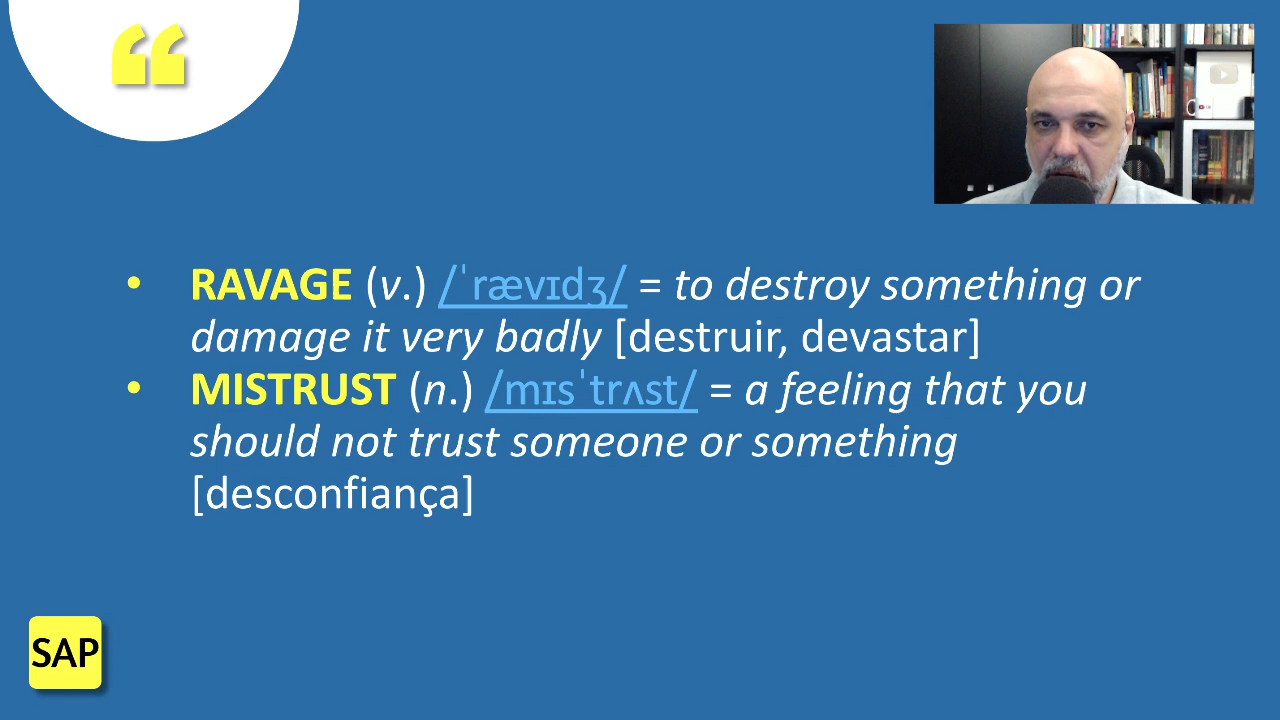 “
• RAVAGE (v.) /ˈrævɪdʒ/ = to destroy something or
damage it very badly [destruir, devastar]
• MISTRUST (n.) /mɪsˈtrʌst/ = a feeling that you
should not trust someone or something
[desconfiança]
SAP